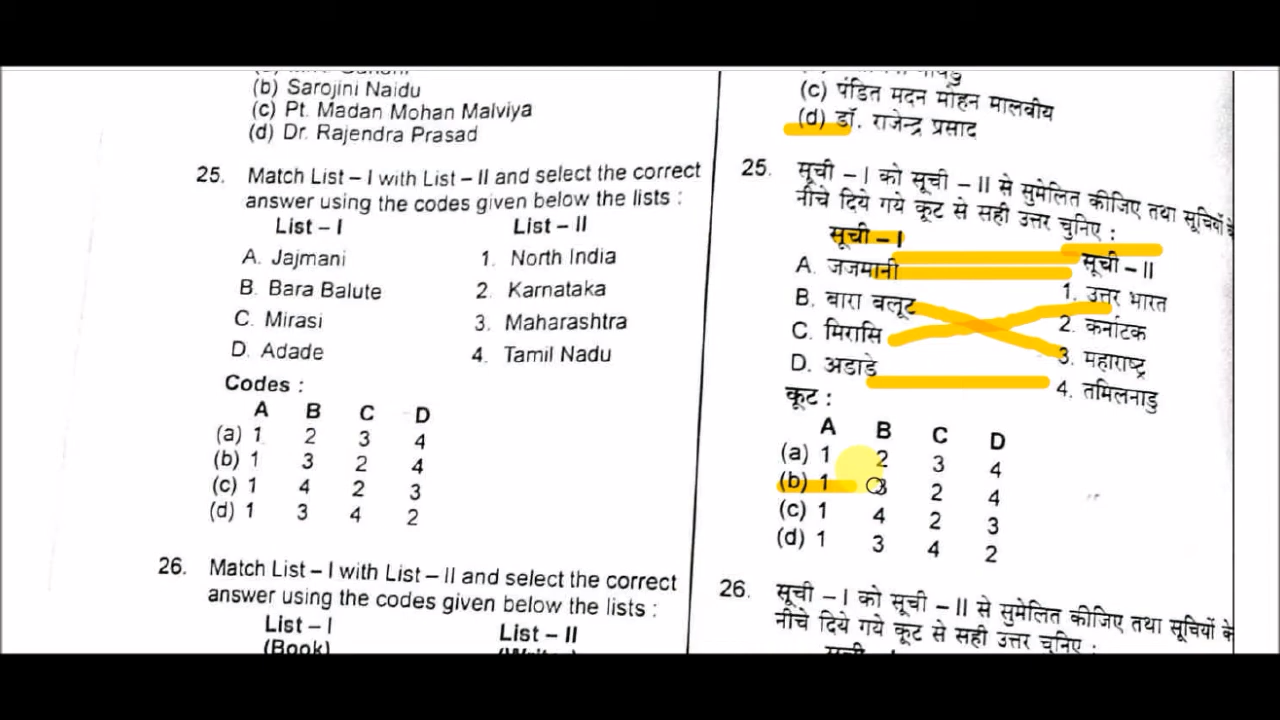 (b) Sarojini Naidu
(c) Pt. Madan Mohan Malviya
(d) Dr. Rajendra Prasad
25. Match List – I with List – II and select the correct
answer using the codes given below the lists :
List – I List – II
A. Jajmani 1. North India
B. Bara Balute 2. Karnataka
C. Mirasi 3. Maharashtra
D. Adade 4. Tamil Nadu
Codes :
A B C D
(a) 1 2 3 4
(b) 1 3 2 4
(c) 1 4 2 3
(d) 1 3 4 2
26. Match List – I with List – II and select the correct
answer using the codes given below the lists :
List – I List – II
(Book)
(c) पंडित मदन मोहन मालवीय
(d) डॉ. राजेन्द्र प्रसाद
25. सूची – I को सूची – II से सुमेलित कीजिए तथा सूचियों के
नीचे दिये गये कूट से सही उत्तर चुनिए :
सूची – I सूची – II
A. जजमानी 1. उत्तर भारत
B. बारा बलूट 2. कर्नाटक
C. मिरासि 3. महाराष्ट्र
D. अडाडे 4. तमिलनाडु
कूट :
A B C D
(a) 1 2 3 4
(b) 1 3 2 4
(c) 1 4 2 3
(d) 1 3 4 2
26. सूची – I को सूची – II से सुमेलित कीजिए तथा सूचियों के
नीचे दिये गये कूट से सही उत्तर चुनिए :